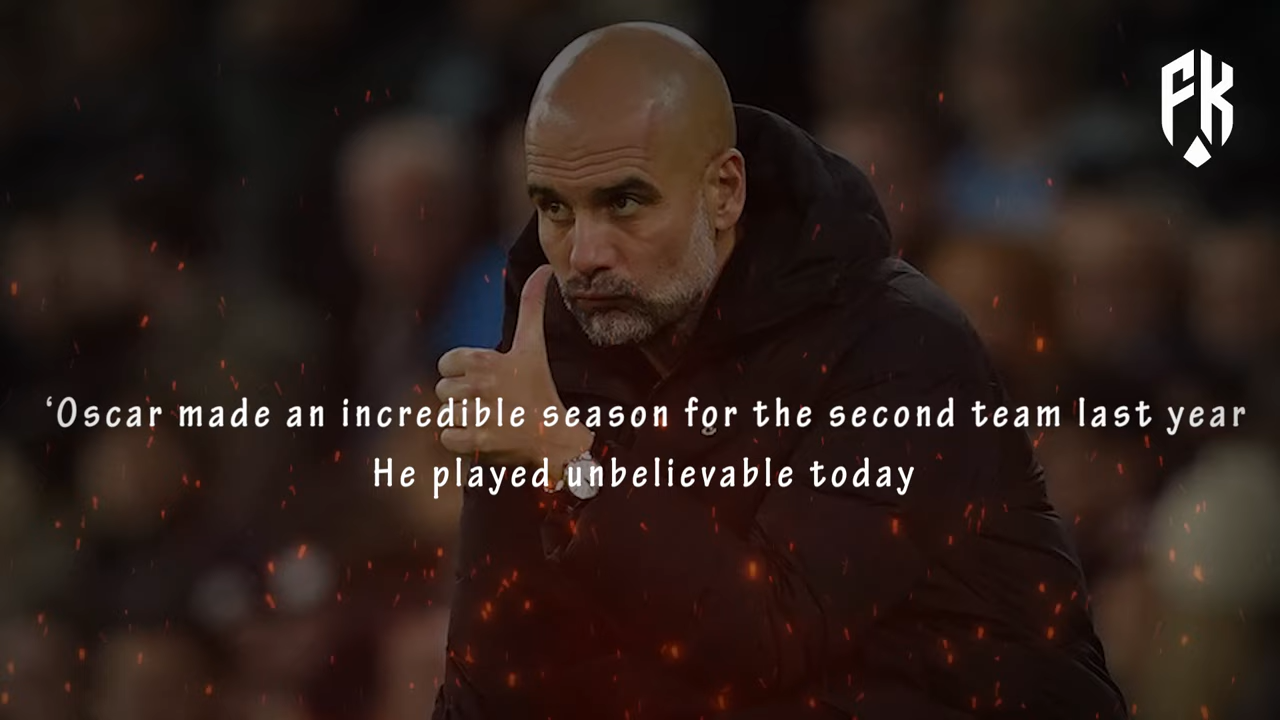 FK
‘Oscar made an incredible season for the second team last year
He played unbelievable today